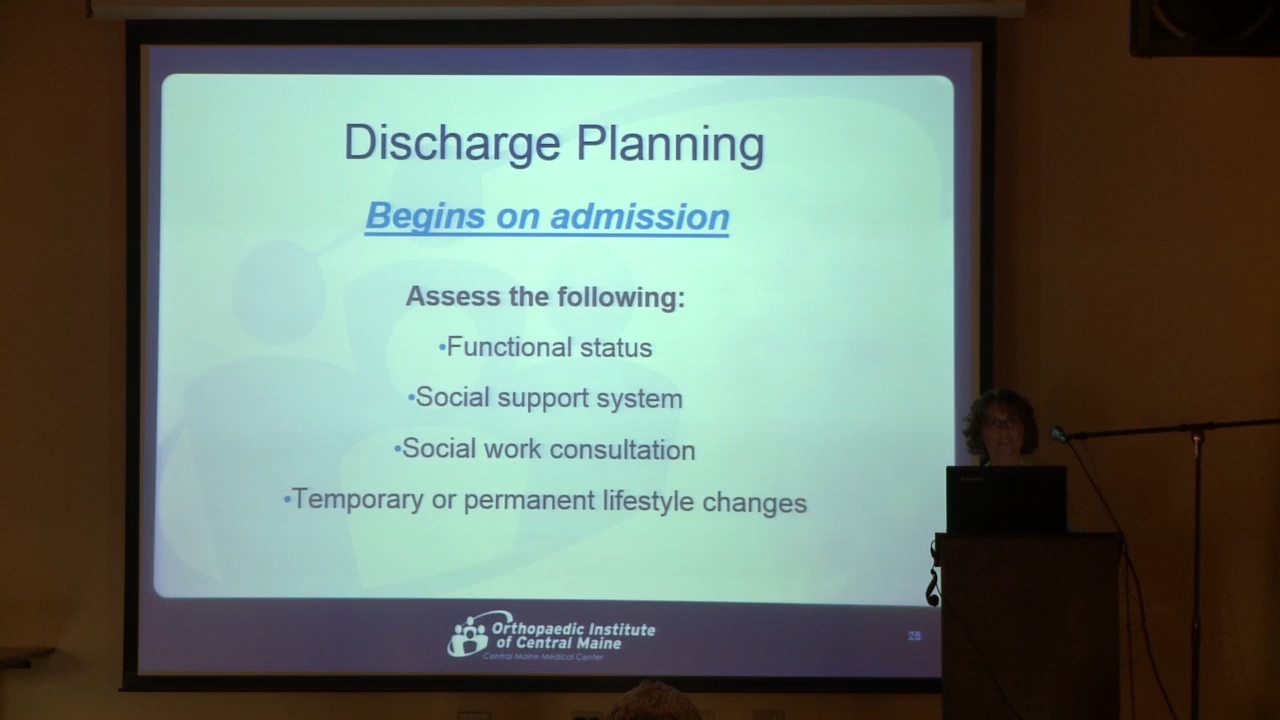 Discharge Planning
Begins on admission
Assess the following:
•Functional status
•Social support system
•Social work consultation
•Temporary or permanent lifestyle changes
Orthopaedic Institute
of Central Maine
Central Maine Medical Center
25